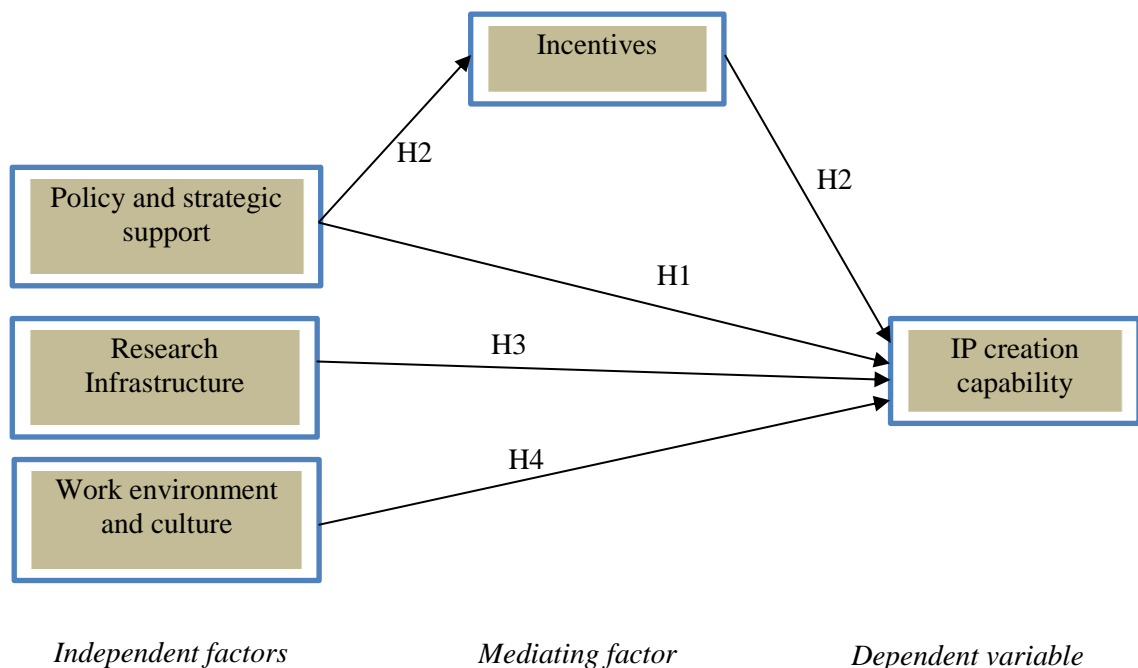 Incentives
H2
H2
Policy and strategic
support
H1
Research
Infrastructure
H3
IP creation
capability
H4
Work environment
and culture
Independent factors
Mediating factor
Dependent variable